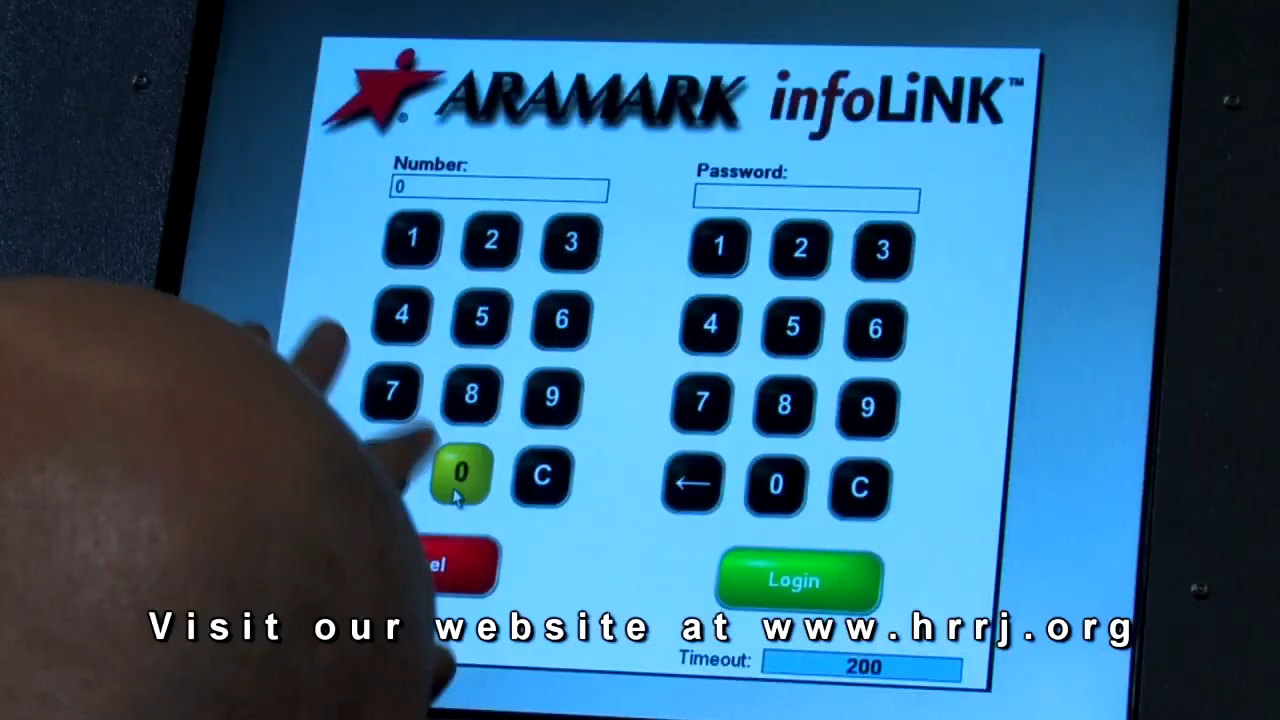 ARAMARK infoLiNK™
®
Number: Password:
0
1 2 3 1 2 3
4 5 6 4 5 6
7 8 9 7 8 9
0 C ← 0 C
el Login
Visit our website at www.hrrj.org
Timeout: 200